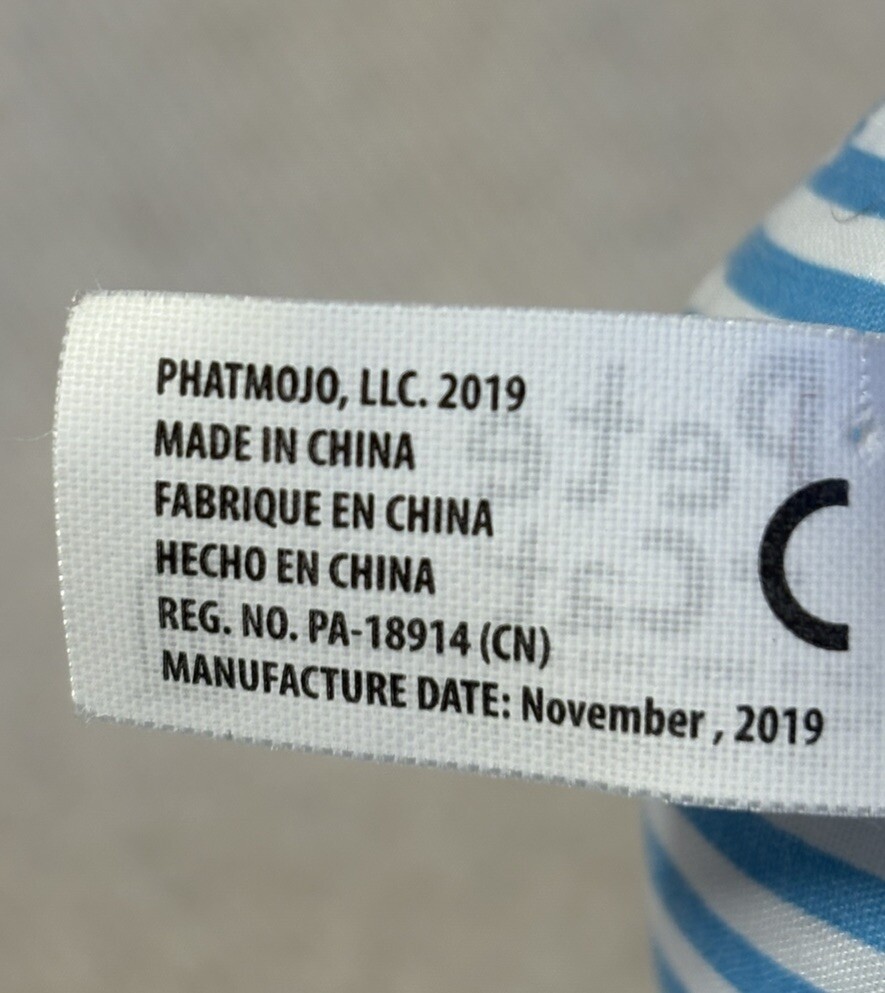 PHATMOJO, LLC. 2019
MADE IN CHINA
FABRIQUE EN CHINA
HECHO EN CHINA
REG. NO. PA-18914 (CN)
MANUFACTURE DATE: November , 2019
C